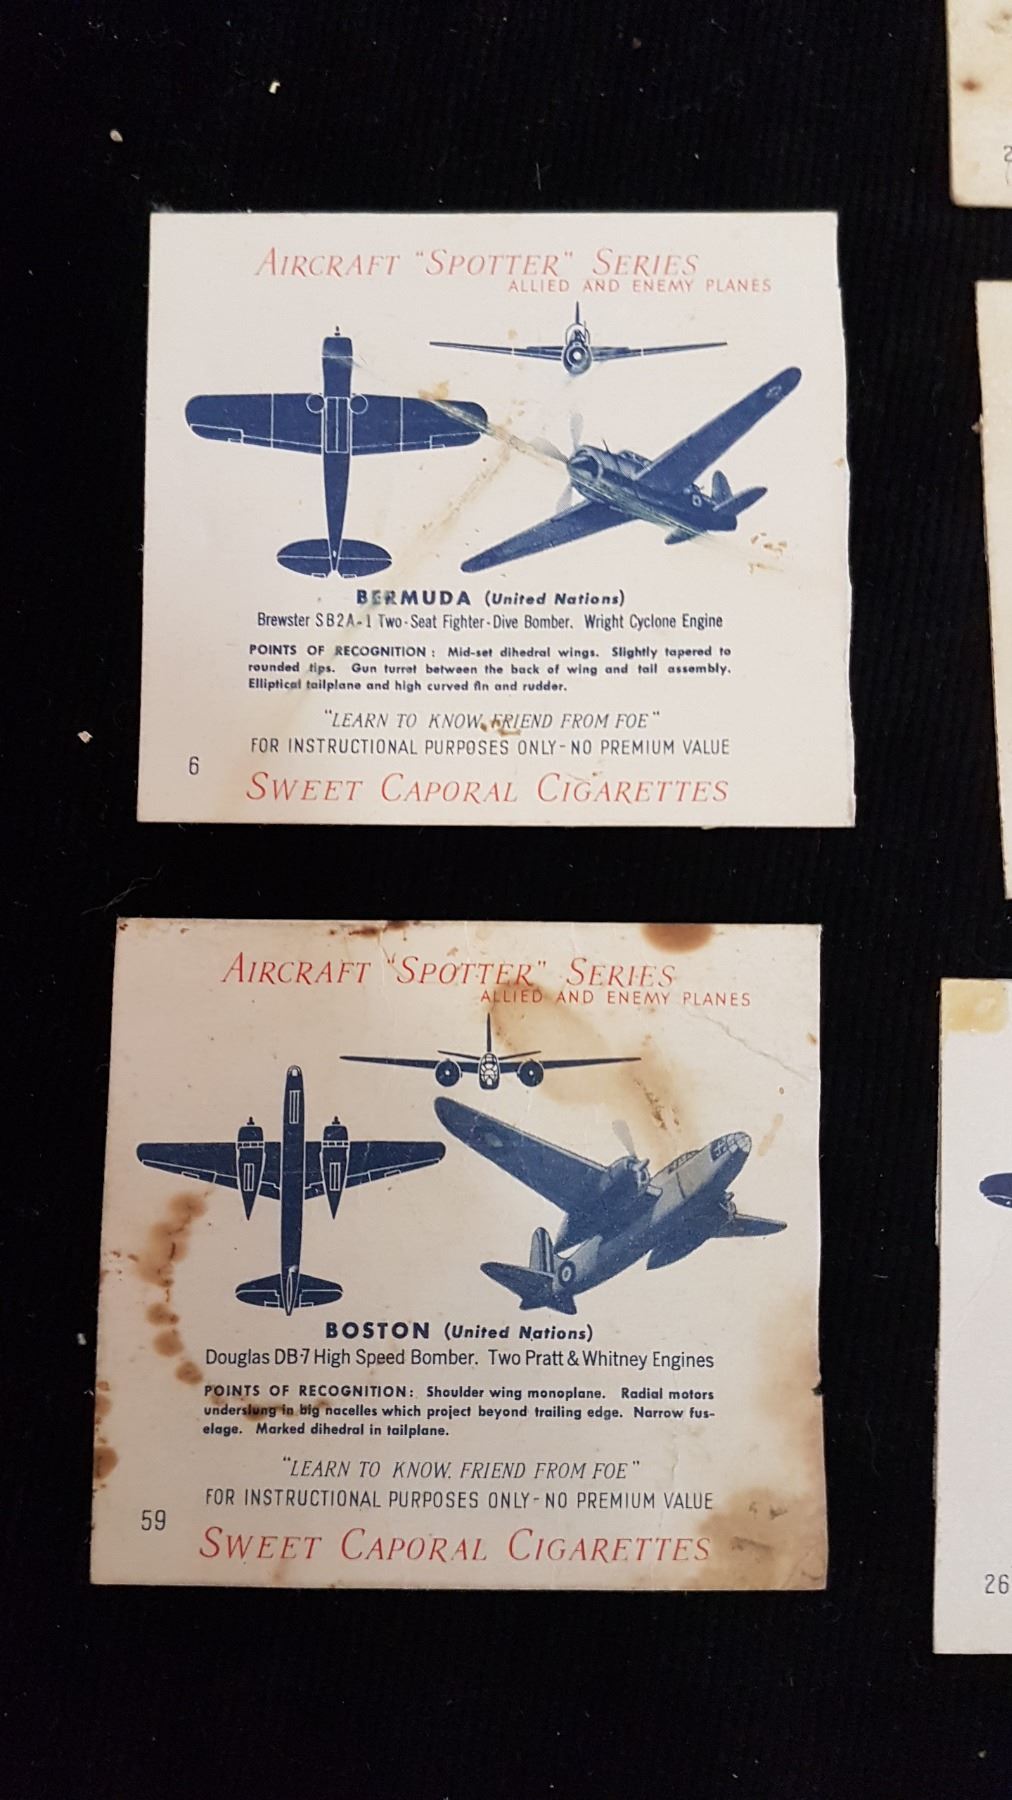 AIRCRAFT "SPOTTER" SERIES
ALLIED AND ENEMY PLANES
BERMUDA (United Nations)
Brewster SB2A-1 Two-Seat Fighter-Dive Bomber. Wright Cyclone Engine
POINTS OF RECOGNITION: Mid-set dihedral wings. Slightly tapered to
rounded tips. Gun turret between the back of wing and tail assembly.
Elliptical tailplane and high curved fin and rudder.
"LEARN TO KNOW, FRIEND FROM FOE"
FOR INSTRUCTIONAL PURPOSES ONLY-NO PREMIUM VALUE
6
SWEET CAPORAL CIGARETTES
AIRCRAFT "SPOTTER" SERIES
ALLIED AND ENEMY PLANES
BOSTON (United Nations)
Douglas DB-7 High Speed Bomber. Two Pratt & Whitney Engines
POINTS OF RECOGNITION: Shoulder wing monoplane. Radial motors
underslung in big nacelles which project beyond trailing edge. Narrow fus-
elage. Marked dihedral in tailplane.
"LEARN TO KNOW, FRIEND FROM FOE"
FOR INSTRUCTIONAL PURPOSES ONLY-NO PREMIUM VALUE
59
SWEET CAPORAL CIGARETTES
26